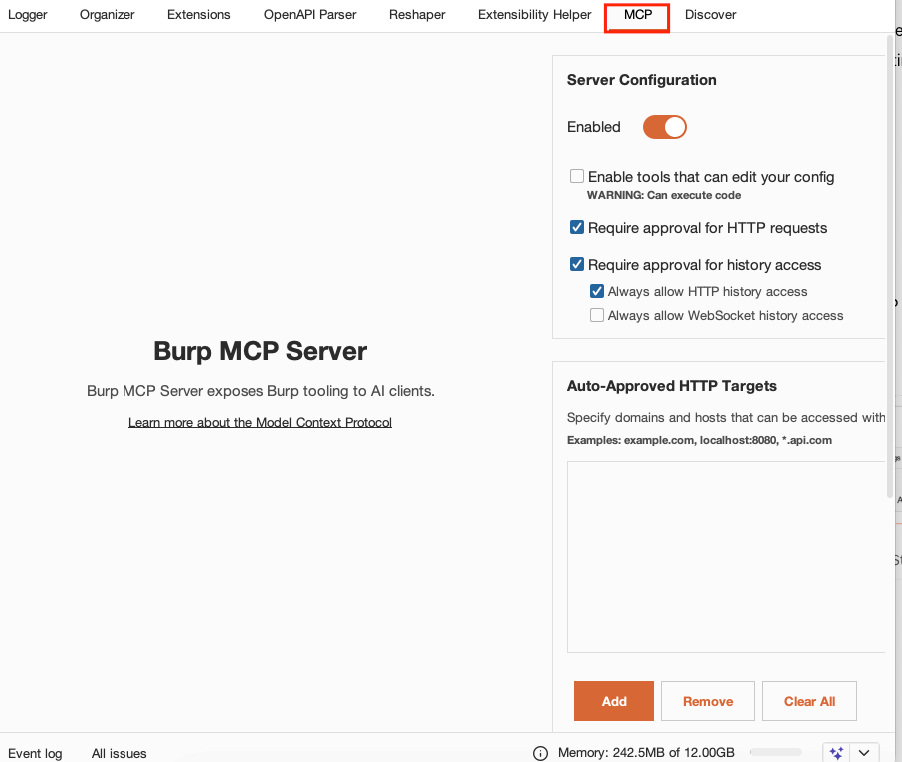 Logger Organizer Extensions OpenAPI Parser Reshaper Extensibility Helper MCP Discover
Server Configuration
Enabled
Enable tools that can edit your config
WARNING: Can execute code
Require approval for HTTP requests
Require approval for history access
Always allow HTTP history access
Always allow WebSocket history access
Burp MCP Server
Burp MCP Server exposes Burp tooling to AI clients.
Learn more about the Model Context Protocol
Auto-Approved HTTP Targets
Specify domains and hosts that can be accessed with
Examples: example.com, localhost:8080, *.api.com
Add Remove Clear All
Event log All issues Memory: 242.5MB of 12.00GB